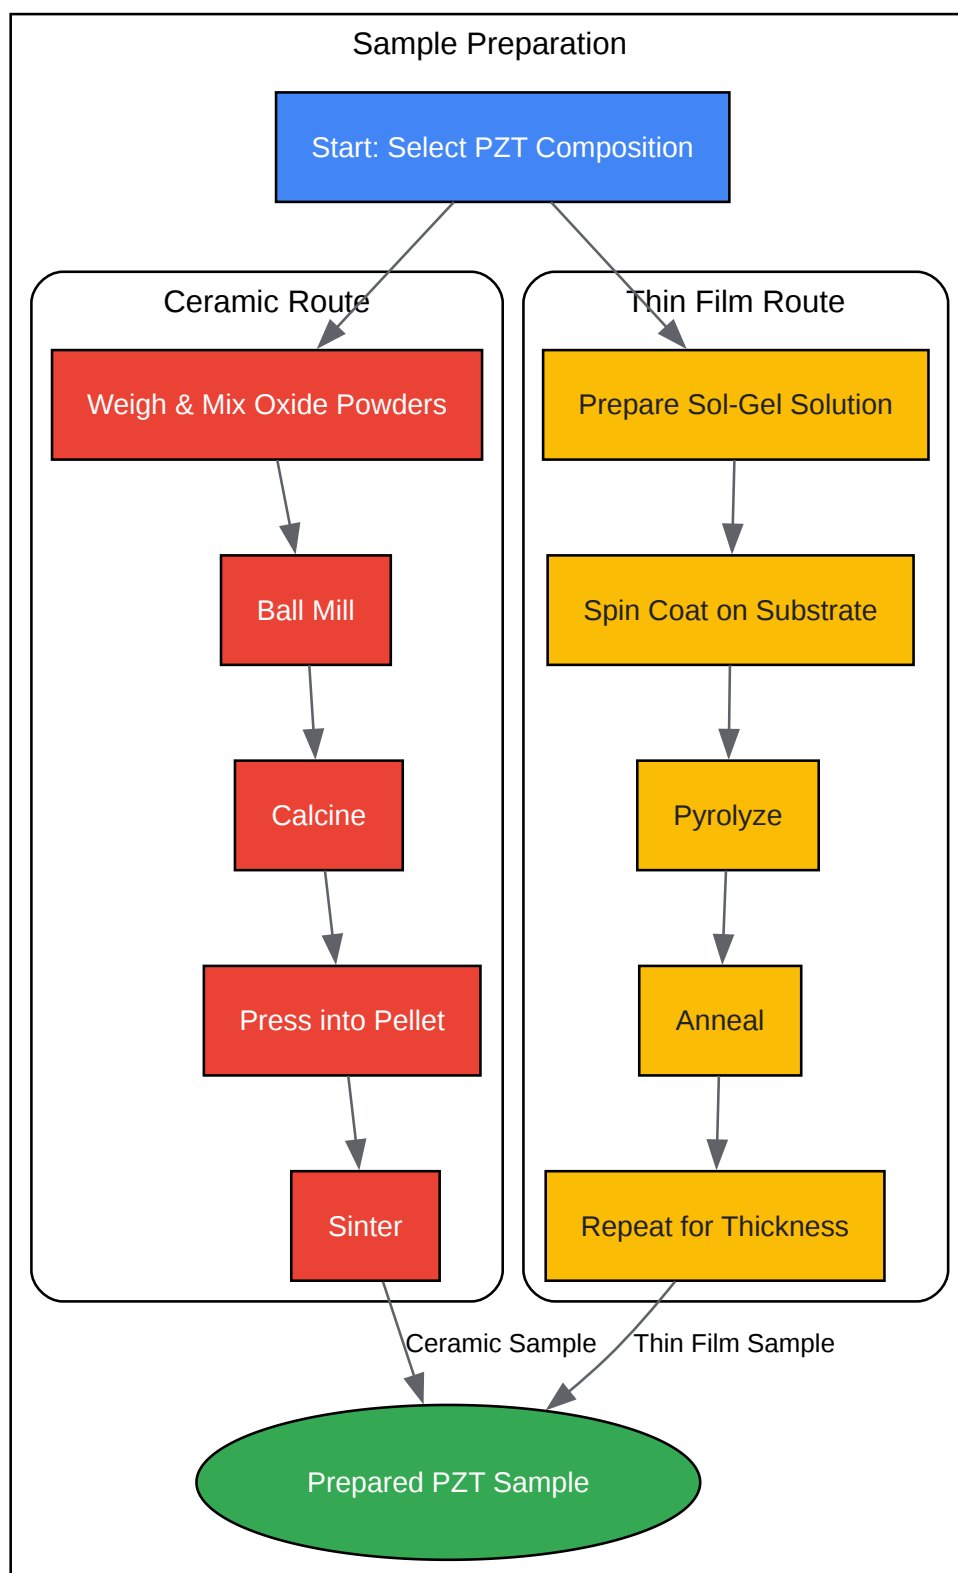 Sample Preparation
Start: Select PZT Composition
Ceramic Route
Weigh & Mix Oxide Powders
Ball Mill
Calcine
Press into Pellet
Sinter
Thin Film Route
Prepare Sol-Gel Solution
Spin Coat on Substrate
Pyrolyze
Anneal
Repeat for Thickness
Ceramic Sample
Thin Film Sample
Prepared PZT Sample